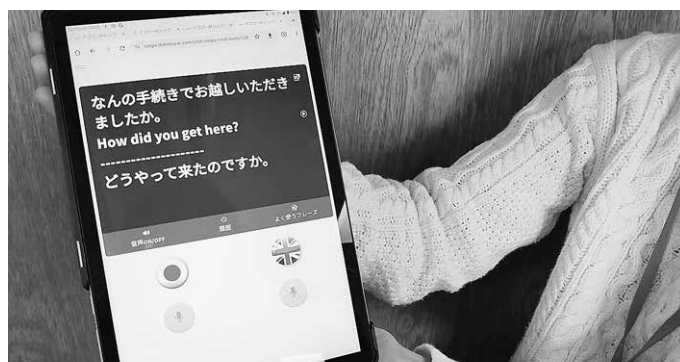 なんの手続きでお越しいただき
ましたか。
How did you get here?
--------------------
どうやって来たのですか。
音声ON/OFF
履歴
よく使うフレーズ